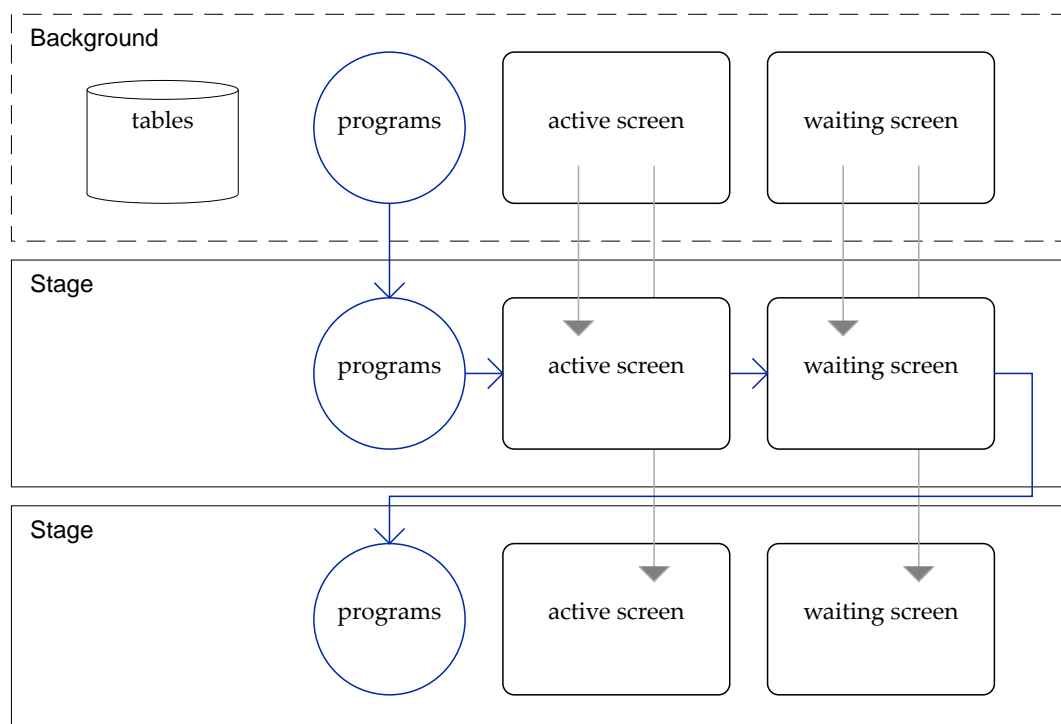 Background
tables
programs
active screen
waiting screen
Stage
programs
active screen
waiting screen
Stage
programs
active screen
waiting screen